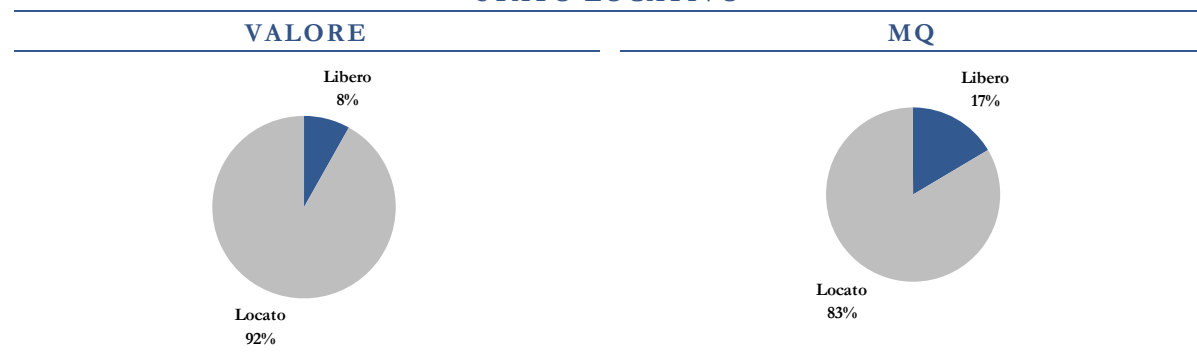 VALORE
MQ
Libero
8%
Locato
92%
Libero
17%
Locato
83%